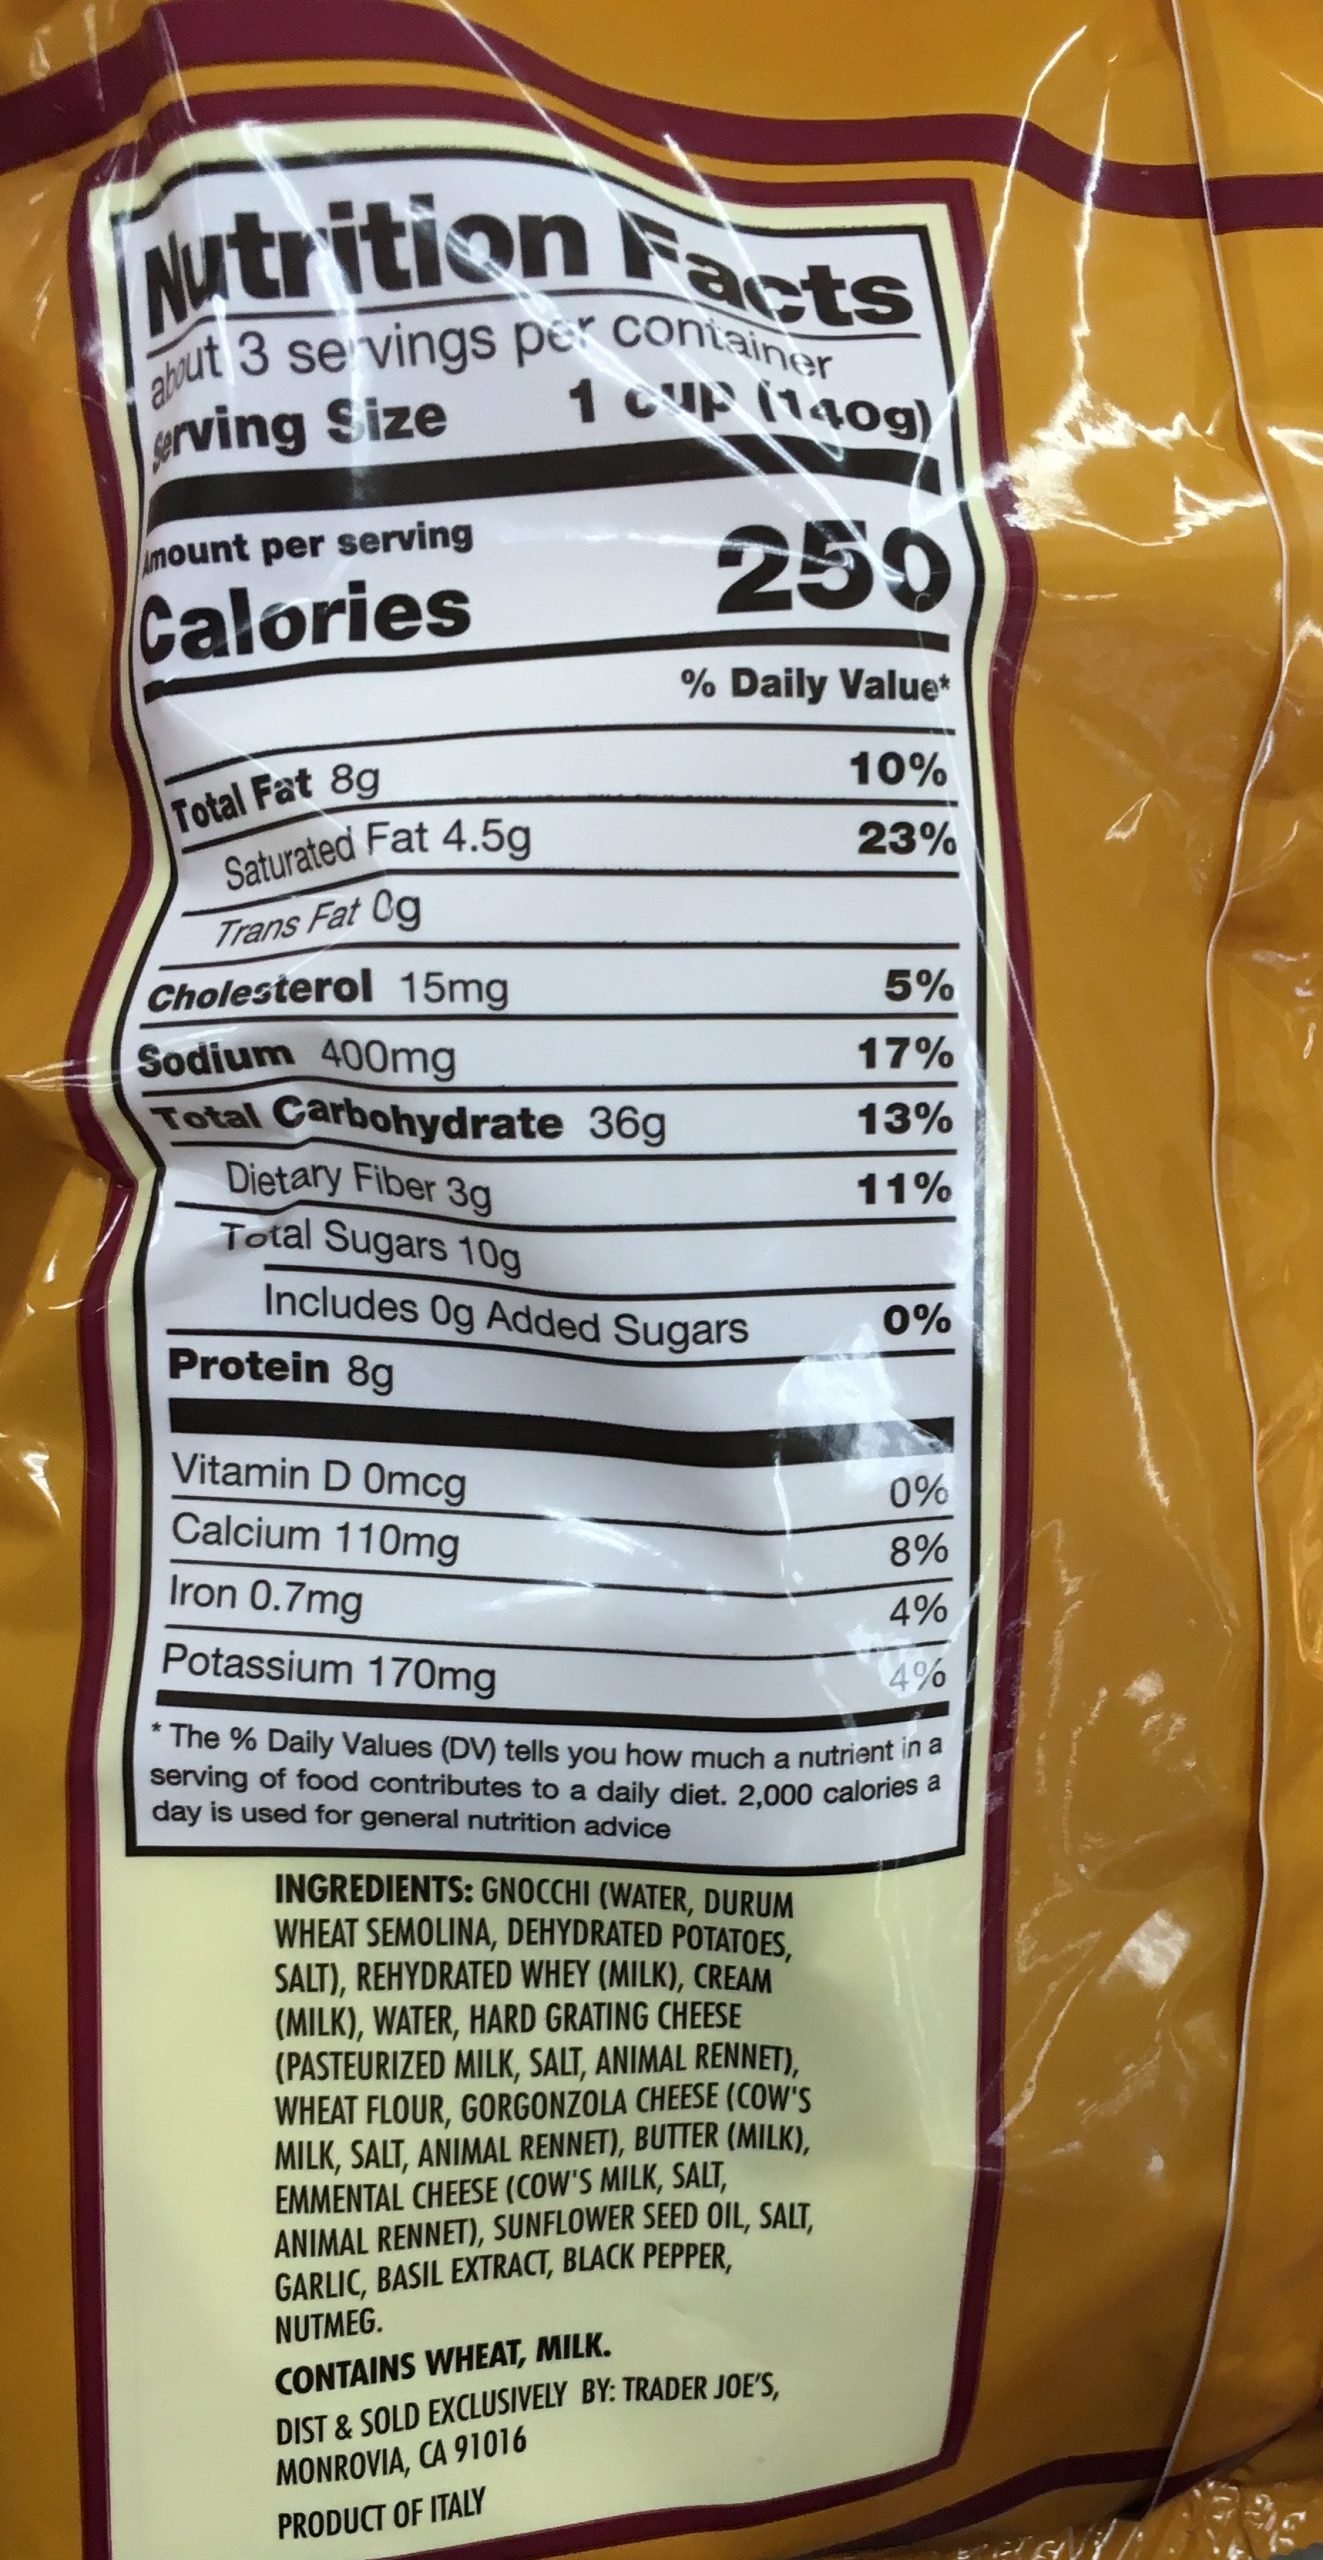 Nutrition Facts
about 3 servings per container
Serving Size 1 cup (140g)
Amount per serving
Calories 250
% Daily Value*
Total Fat 8g 10%
Saturated Fat 4.5g 23%
Trans Fat 0g
Cholesterol 15mg 5%
Sodium 400mg 17%
Total Carbohydrate 36g 13%
Dietary Fiber 3g 11%
Total Sugars 10g
Includes 0g Added Sugars 0%
Protein 8g
Vitamin D 0mcg 0%
Calcium 110mg 8%
Iron 0.7mg 4%
Potassium 170mg 4%
* The % Daily Values (DV) tells you how much a nutrient in a
serving of food contributes to a daily diet. 2,000 calories a
day is used for general nutrition advice
INGREDIENTS: GNOCCHI (WATER, DURUM
WHEAT SEMOLINA, DEHYDRATED POTATOES,
SALT), REHYDRATED WHEY (MILK), CREAM
(MILK), WATER, HARD GRATING CHEESE
(PASTEURIZED MILK, SALT, ANIMAL RENNET),
WHEAT FLOUR, GORGONZOLA CHEESE (COW'S
MILK, SALT, ANIMAL RENNET), BUTTER (MILK),
EMMENTAL CHEESE (COW'S MILK, SALT,
ANIMAL RENNET), SUNFLOWER SEED OIL, SALT,
GARLIC, BASIL EXTRACT, BLACK PEPPER,
NUTMEG.
CONTAINS WHEAT, MILK.
DIST & SOLD EXCLUSIVELY BY: TRADER JOE'S,
MONROVIA, CA 91016
PRODUCT OF ITALY